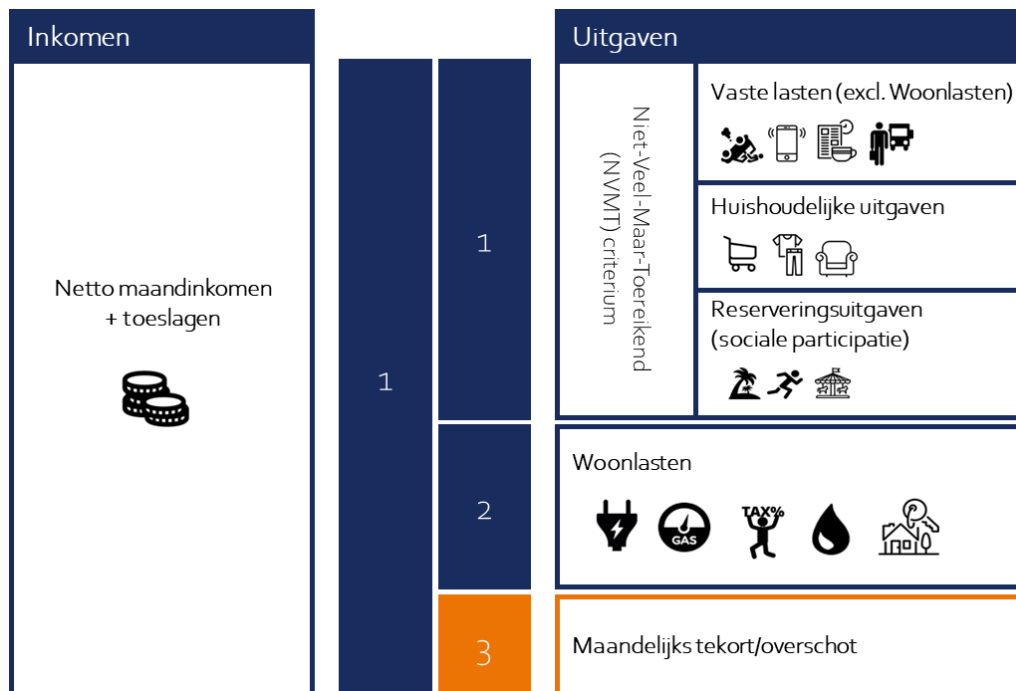 Inkomen
Netto maandinkomen
+ toeslagen
1
1
2
3
Uitgaven
Niet-Veel-Maar-Toereikend
(NVMT) criterium
Vaste lasten (excl. Woonlasten)
Huishoudelijke uitgaven
Reserveringsuitgaven
(sociale participatie)
Woonlasten
GAS
TAX%
Maandelijks tekort/overschot